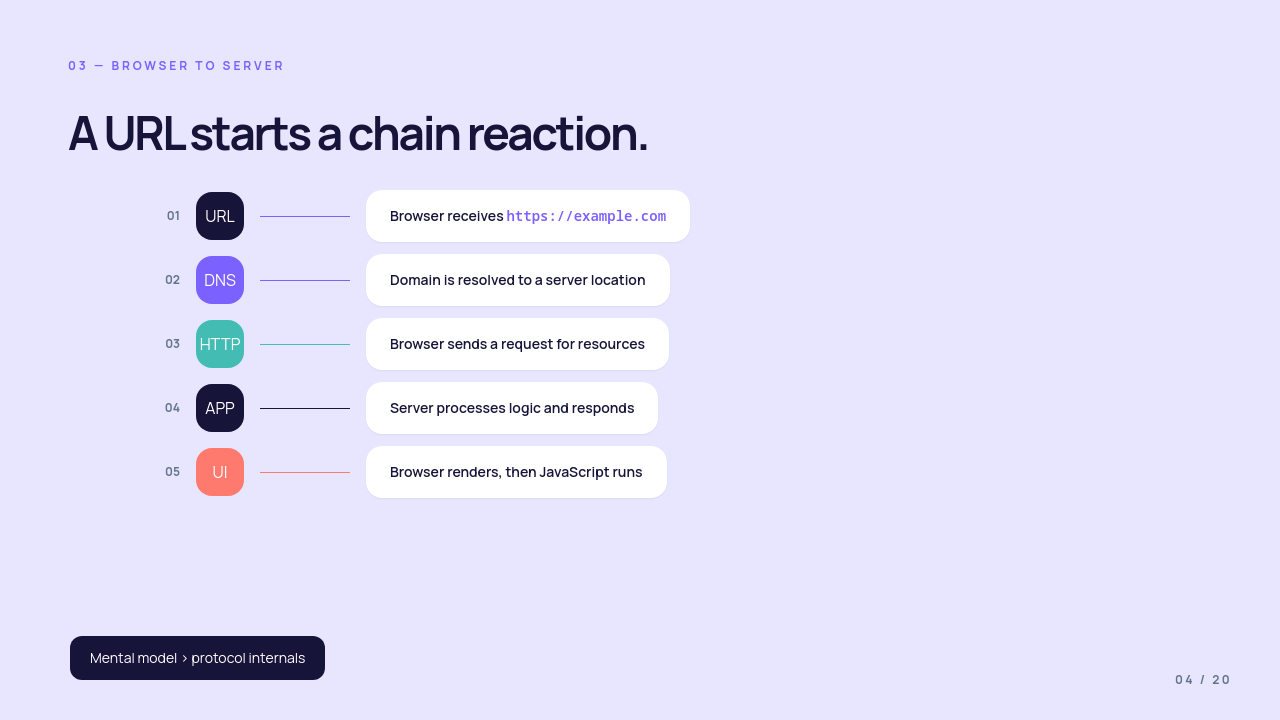 03 — BROWSER TO SERVER
A URL starts a chain reaction.
01 URL Browser receives https://example.com
02 DNS Domain is resolved to a server location
03 HTTP Browser sends a request for resources
04 APP Server processes logic and responds
05 UI Browser renders, then JavaScript runs
Mental model > protocol internals
04 / 20